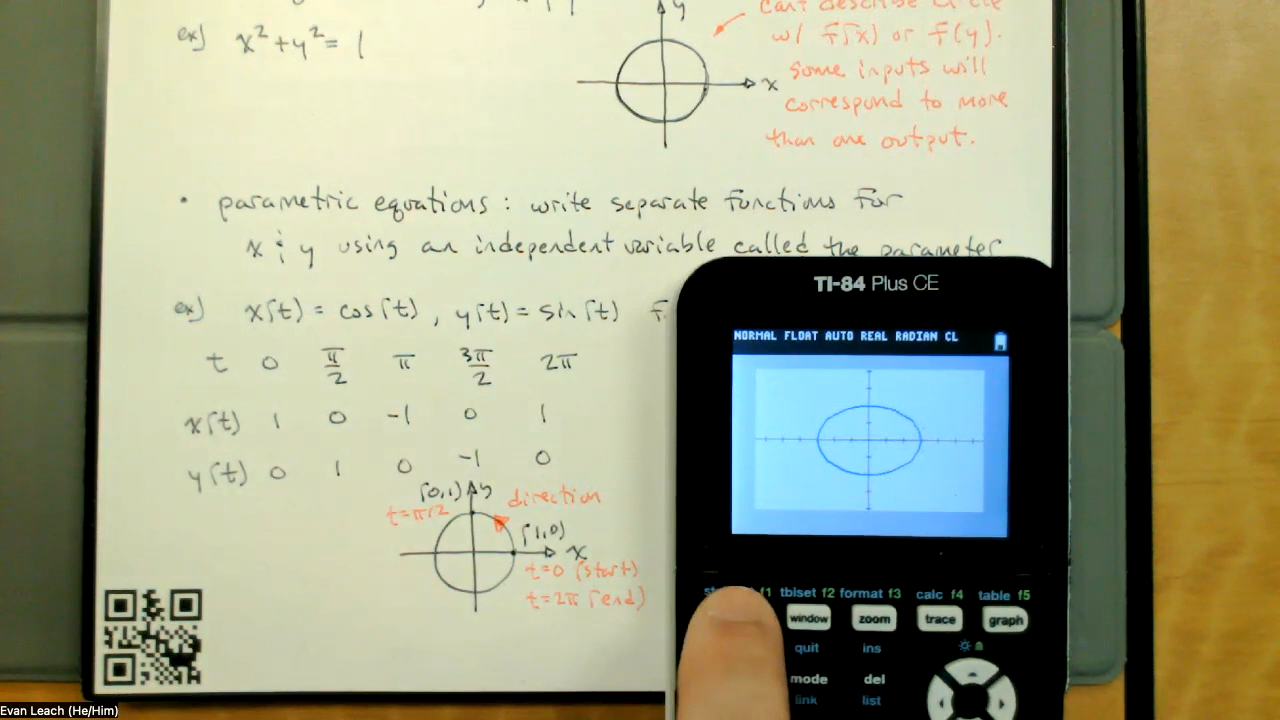 can't describe circle
w/ f(x) or f(y).
some inputs will
correspond to more
than one output.
ex) x²+y²= 1
y
x
• parametric equations : write separate functions for
x & y using an independent variable called the parameter
ex) x(t) = cos(t) , y(t) = sin(t) f
t 0 π/2 π 3π/2 2π
x(t) 1 0 -1 0 1
y(t) 0 1 0 -1 0
(0,1) y direction
t=π/2
(1,0)
x
t=0 (start)
t=2π (end)
TI-84 Plus CE
NORMAL FLOAT AUTO REAL RADIAN CL
f1 tblset f2 format f3 calc f4 table f5
window zoom trace graph
quit ins
mode del
link list
Evan Leach (He/Him)